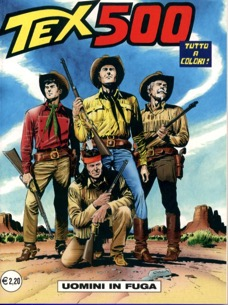 TEX 500
TUTTO
A
COLORI!
€ 2,20
UOMINI IN FUGA